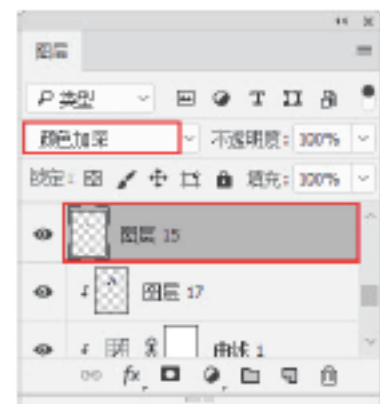 图层
类型
颜色加深 不透明度: 100%
锁定: 填充: 100%
图层 15
图层 17
曲线 1
fx